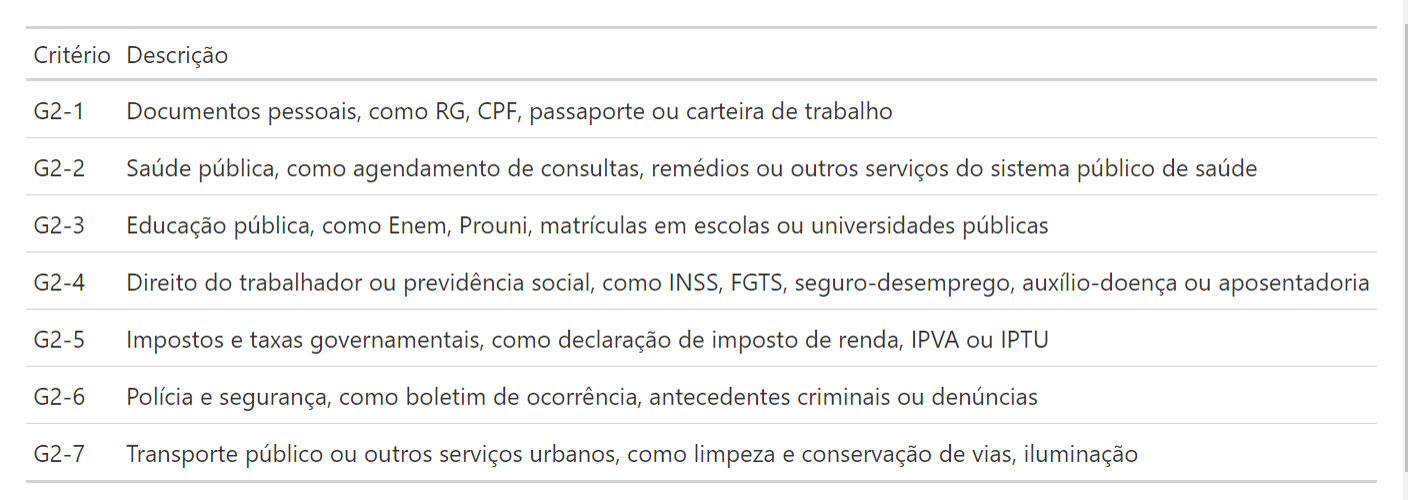 Critério Descrição
G2-1 Documentos pessoais, como RG, CPF, passaporte ou carteira de trabalho
G2-2 Saúde pública, como agendamento de consultas, remédios ou outros serviços do sistema público de saúde
G2-3 Educação pública, como Enem, Prouni, matrículas em escolas ou universidades públicas
G2-4 Direito do trabalhador ou previdência social, como INSS, FGTS, seguro-desemprego, auxílio-doença ou aposentadoria
G2-5 Impostos e taxas governamentais, como declaração de imposto de renda, IPVA ou IPTU
G2-6 Polícia e segurança, como boletim de ocorrência, antecedentes criminais ou denúncias
G2-7 Transporte público ou outros serviços urbanos, como limpeza e conservação de vias, iluminação